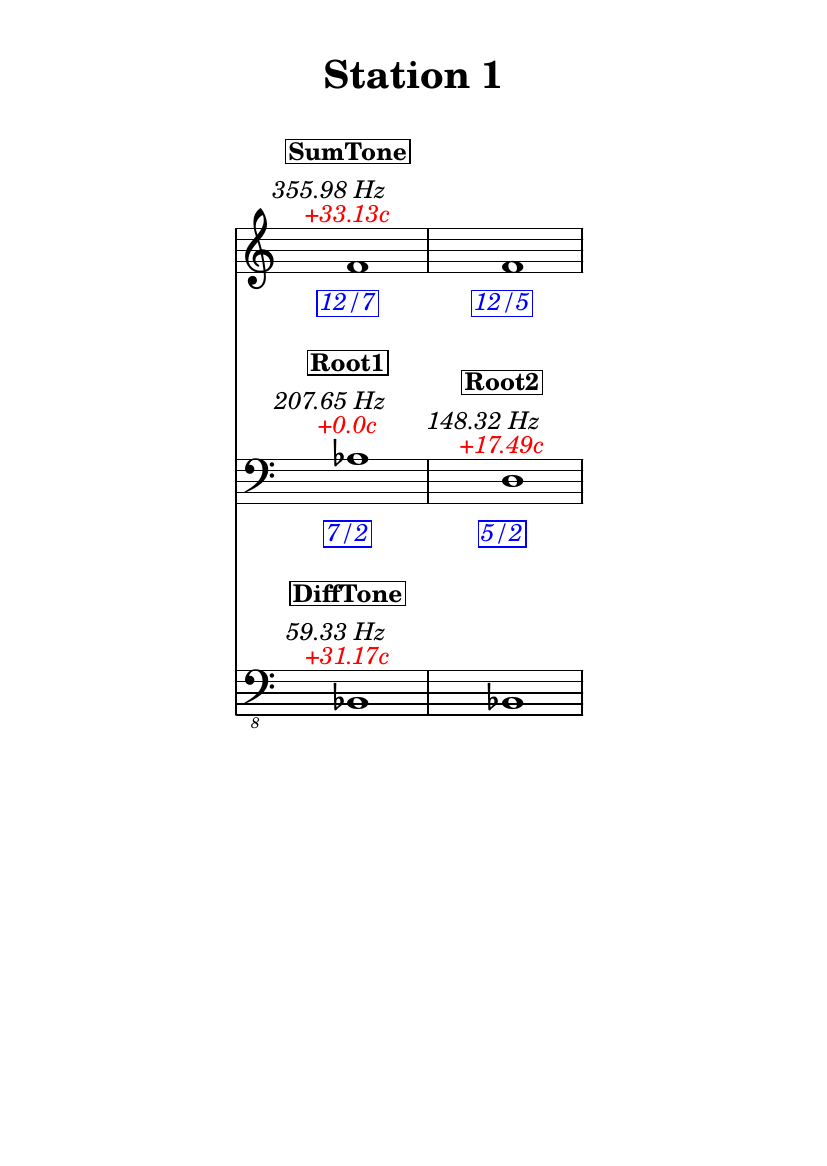 Station 1
SumTone
355.98 Hz
+33.13c
12/7
12/5
Root1
207.65 Hz
+0.0c
Root2
148.32 Hz
+17.49c
7/2
5/2
DiffTone
59.33 Hz
+31.17c
8